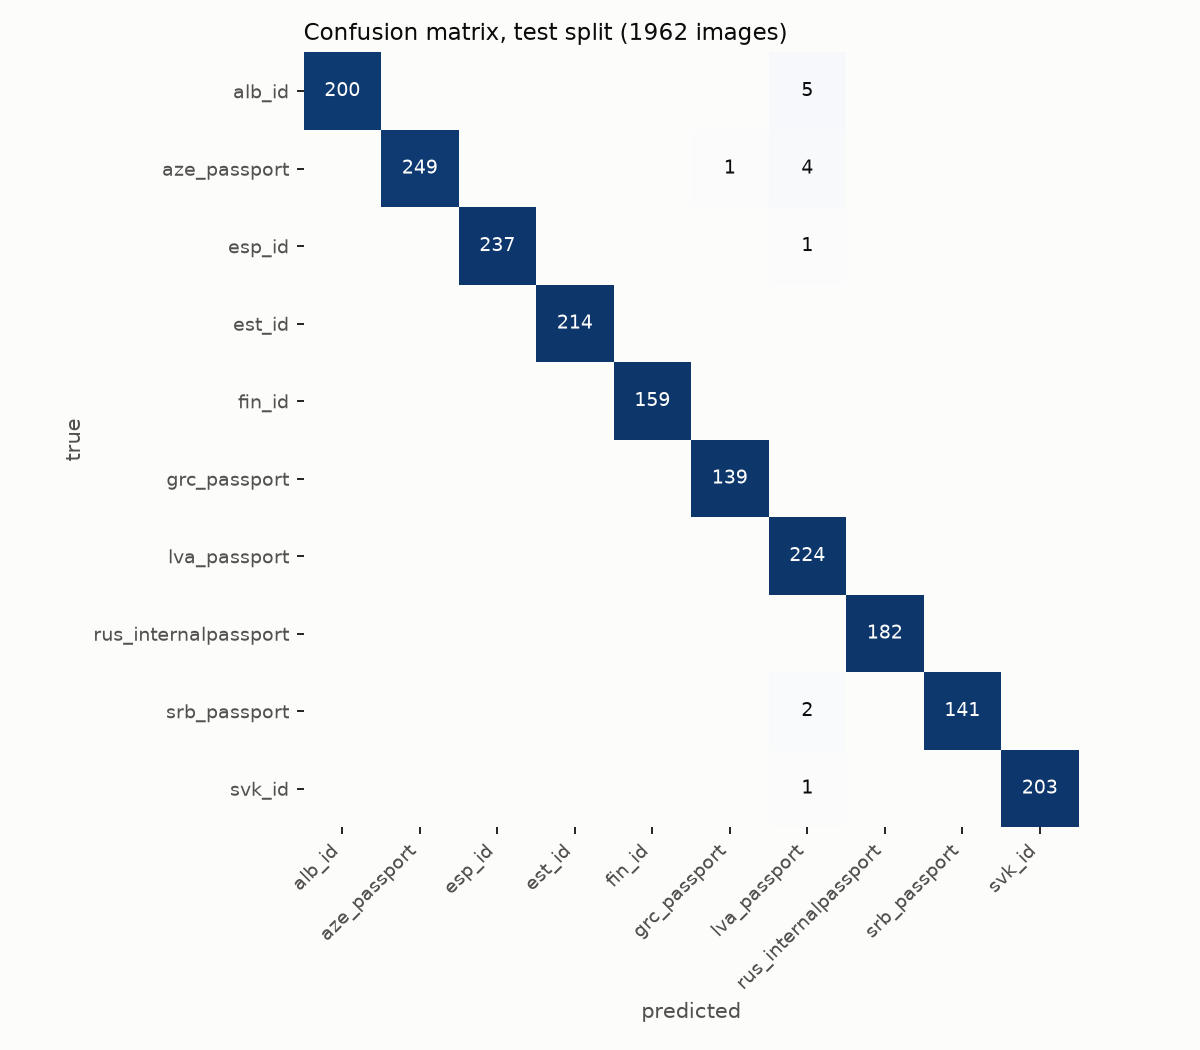 Confusion matrix, test split (1962 images)
alb_id 200 5
aze_passport 249 1 4
esp_id 237 1
est_id 214
fin_id 159
true
grc_passport 139
lva_passport 224
rus_internalpassport 182
srb_passport 2 141
svk_id 1 203
alb_id aze_passport esp_id est_id fin_id grc_passport lva_passport rus_internalpassport srb_passport svk_id
predicted